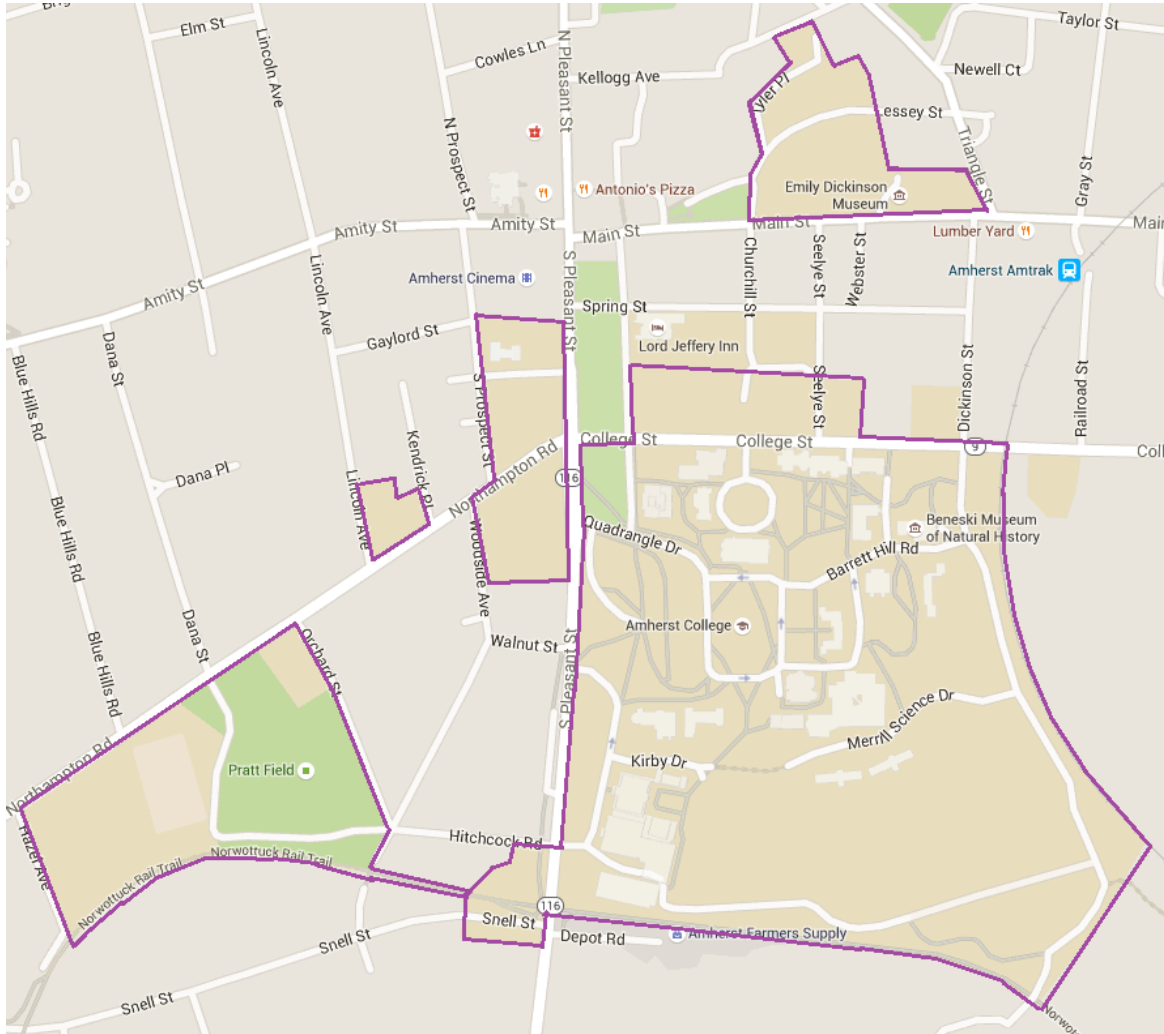 Elm St
Taylor St
Cowles Ln
Kellogg Ave
Newell Ct
Lincoln Ave
N Pleasant St
N Prospect St
Lessey St
Triangle St
Gray St
Antonio's Pizza
Emily Dickinson
Museum
Amity St
Amity St
Main St
Main St
Lumber Yard
Amherst Amtrak
Amherst Cinema
S Pleasant St
Churchill St
Seelye St
Webster St
Amity St
Lincoln Ave
Spring St
Gaylord St
Lord Jeffery Inn
Dana St
Blue Hills Rd
S Prospect St
Seelye St
Dickinson St
Railroad St
College St
College St
9
Kendrick Pl
Northampton Rd
116
Dana Pl
Lincoln Ave
Woodside Ave
Quadrangle Dr
Beneski Museum
of Natural History
Barrett Hill Rd
Blue Hills Rd
Dana St
Amherst College
Walnut St
Orchard St
S Pleasant St
Blue Hills Rd
Merrill Science Dr
Northampton Rd
Pratt Field
Kirby Dr
Hazel Ave
Hitchcock Rd
Norwottuck Rail Trail
Norwottuck Rail Trail
116
Snell St
Snell St
Depot Rd
Amherst Farmers Supply
Snell St